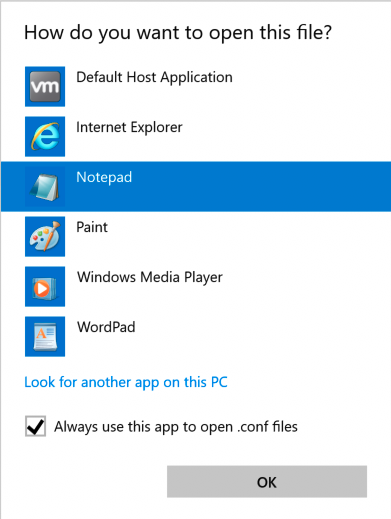 How do you want to open this file?
vm
Default Host Application
Internet Explorer
Notepad
Paint
Windows Media Player
WordPad
Look for another app on this PC
Always use this app to open .conf files
OK